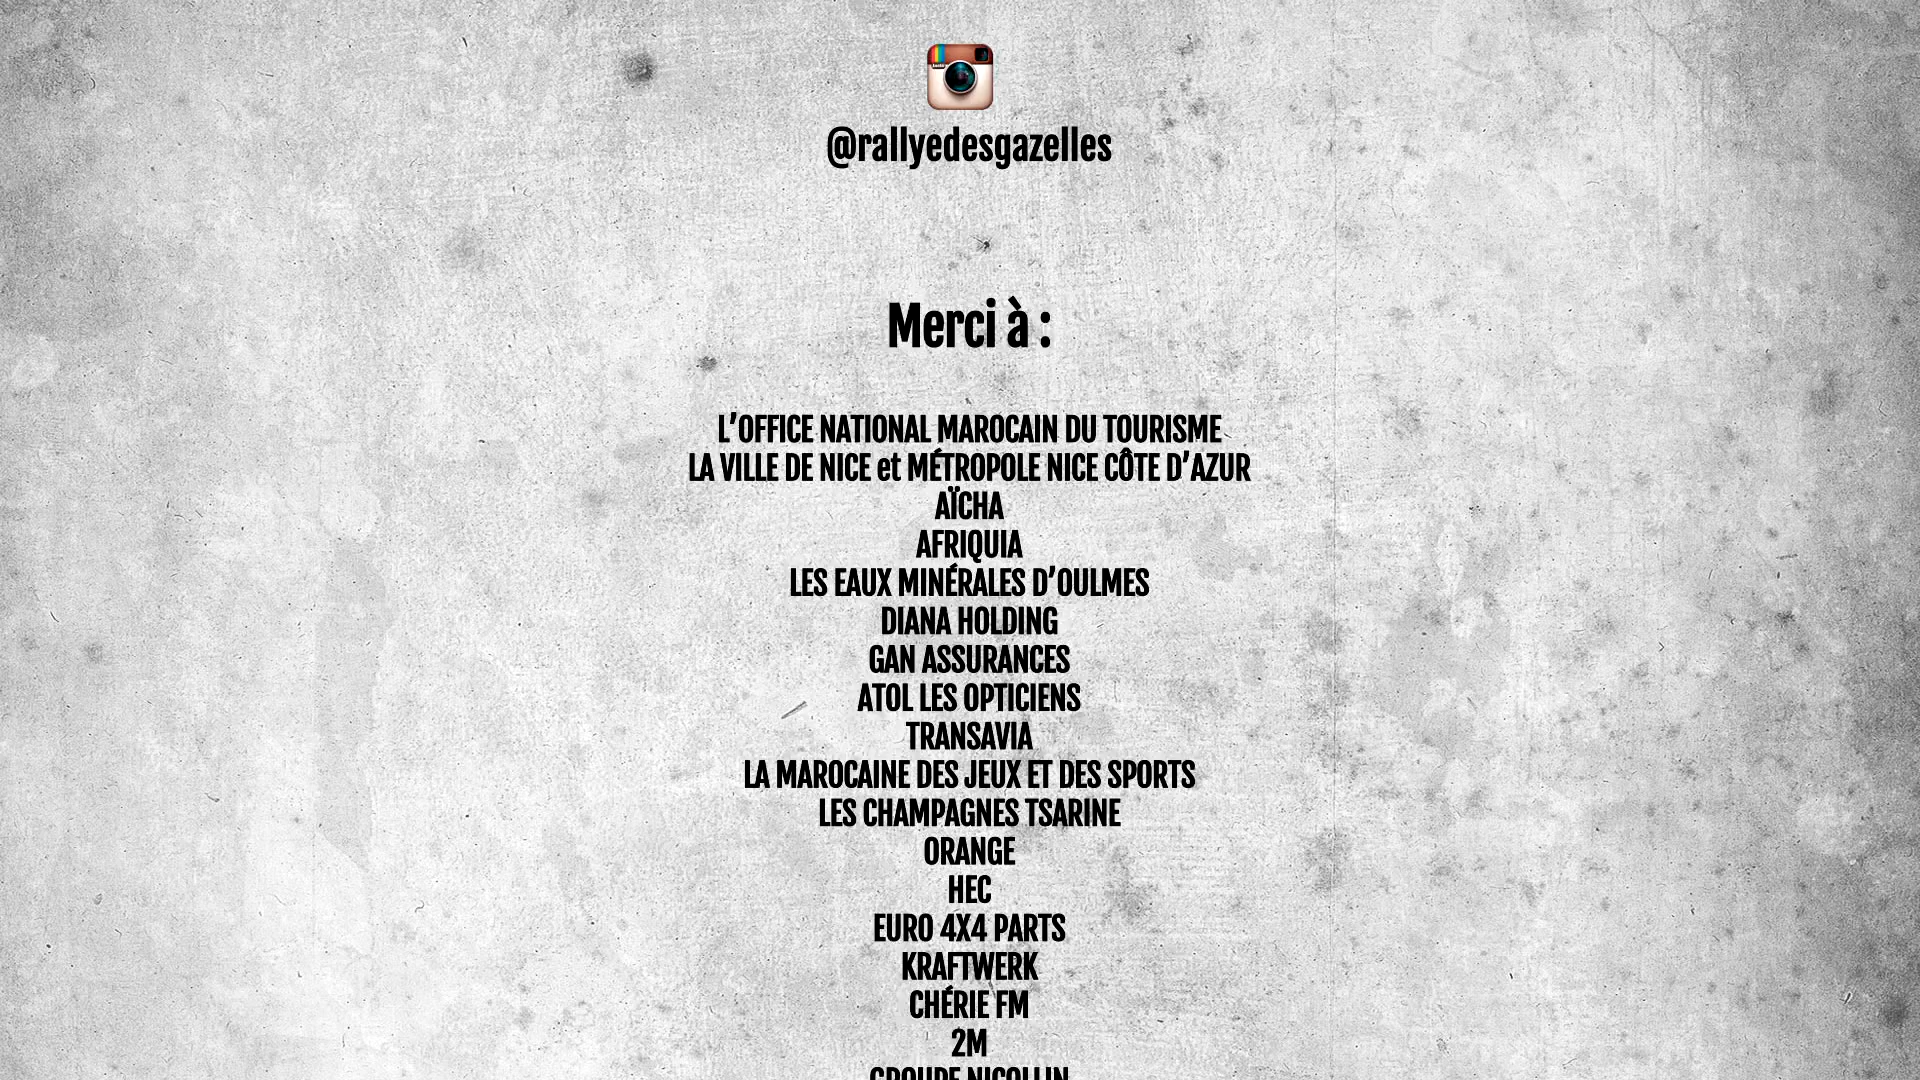 @rallyedesgazelles
Merci à :
L'OFFICE NATIONAL MAROCAIN DU TOURISME
LA VILLE DE NICE et MÉTROPOLE NICE CÔTE D'AZUR
AÏCHA
AFRIQUIA
LES EAUX MINÉRALES D'OULMES
DIANA HOLDING
GAN ASSURANCES
ATOL LES OPTICIENS
TRANSAVIA
LA MAROCAINE DES JEUX ET DES SPORTS
LES CHAMPAGNES TSARINE
ORANGE
HEC
EURO 4X4 PARTS
KRAFTWERK
CHÉRIE FM
2M
GROUPE NICOLLIN